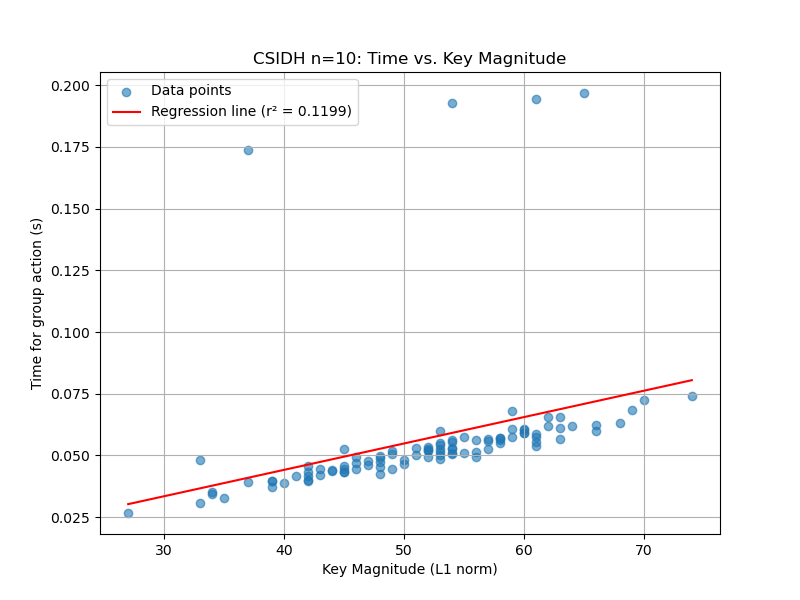 CSIDH n=10: Time vs. Key Magnitude
Data points
Regression line (r² = 0.1199)
0.200
0.175
0.150
0.125
0.100
0.075
0.050
0.025
Time for group action (s)
30 40 50 60 70
Key Magnitude (L1 norm)